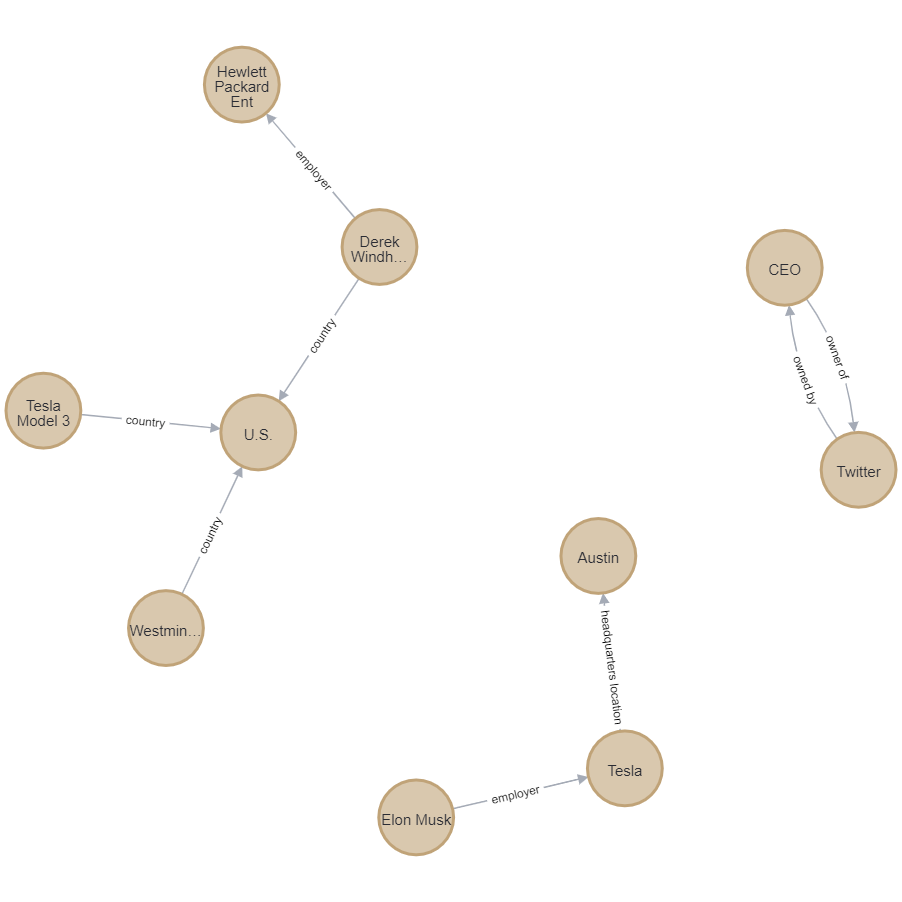 Hewlett
Packard
Ent
employer
Derek
Windh…
country
CEO
owner of
owned by
Twitter
Tesla
Model 3
country
U.S.
country
Westmin…
Austin
headquarters location
Tesla
employer
Elon Musk